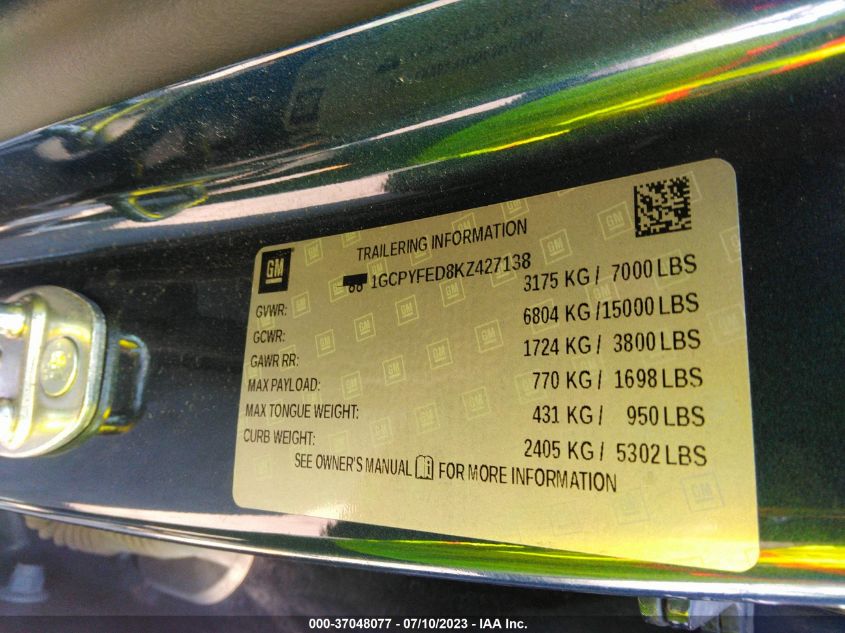 GM
TRAILERING INFORMATION
1GCPYFED8KZ427138
GVWR: 3175 KG / 7000 LBS
GCWR: 6804 KG /15000 LBS
GAWR RR: 1724 KG / 3800 LBS
MAX PAYLOAD: 770 KG / 1698 LBS
MAX TONGUE WEIGHT: 431 KG / 950 LBS
CURB WEIGHT: 2405 KG / 5302 LBS
SEE OWNER'S MANUAL FOR MORE INFORMATION
000-37048077 - 07/10/2023 - IAA Inc.